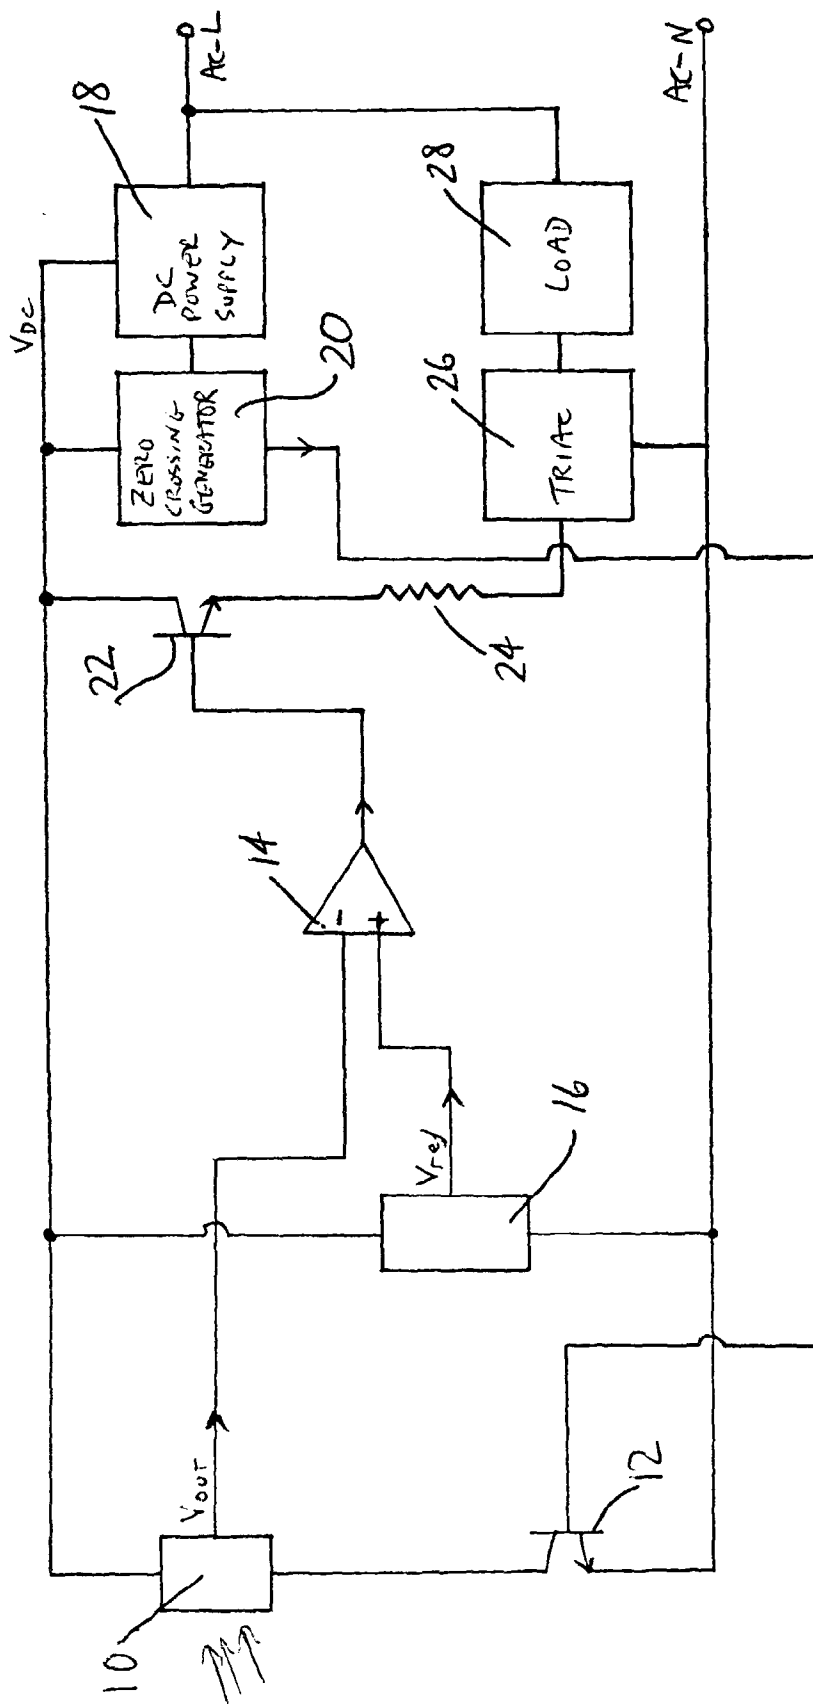 AC-L
18
VDC
DC
POWER
SUPPLY
20
ZERO
CROSSING
GENERATOR
28
LOAD
26
TRIAC
AC-N
22
24
14
-
+
Vref
16
VOUT
10
12